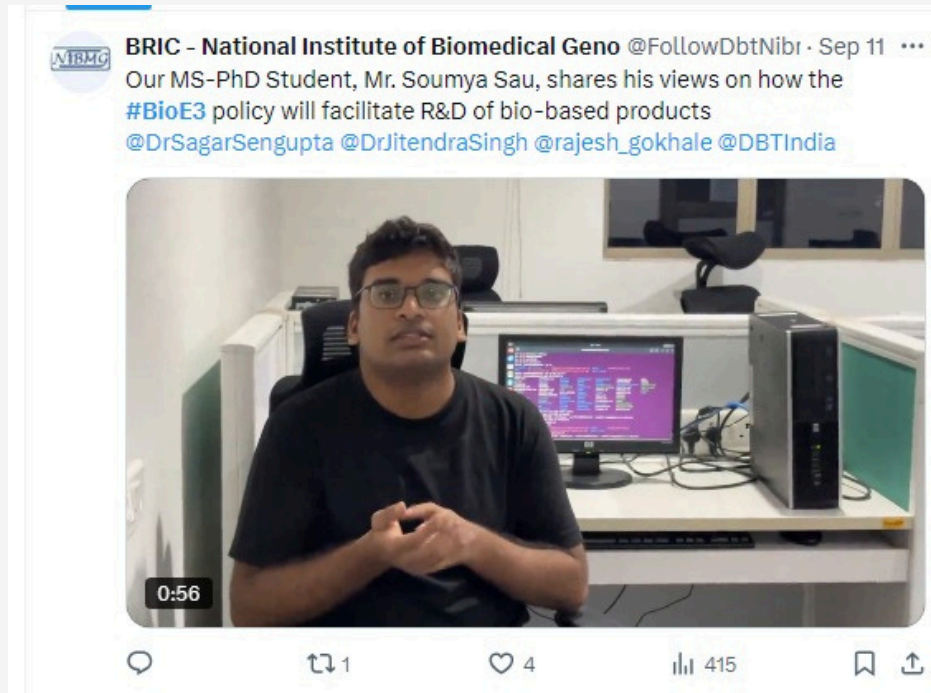 NIBMG
BRIC - National Institute of Biomedical Geno @FollowDbtNibr · Sep 11 ···
Our MS-PhD Student, Mr. Soumya Sau, shares his views on how the
#BioE3 policy will facilitate R&D of bio-based products
@DrSagarSengupta @DrJitendraSingh @rajesh_gokhale @DBTIndia
hp
0:56
1
4
415